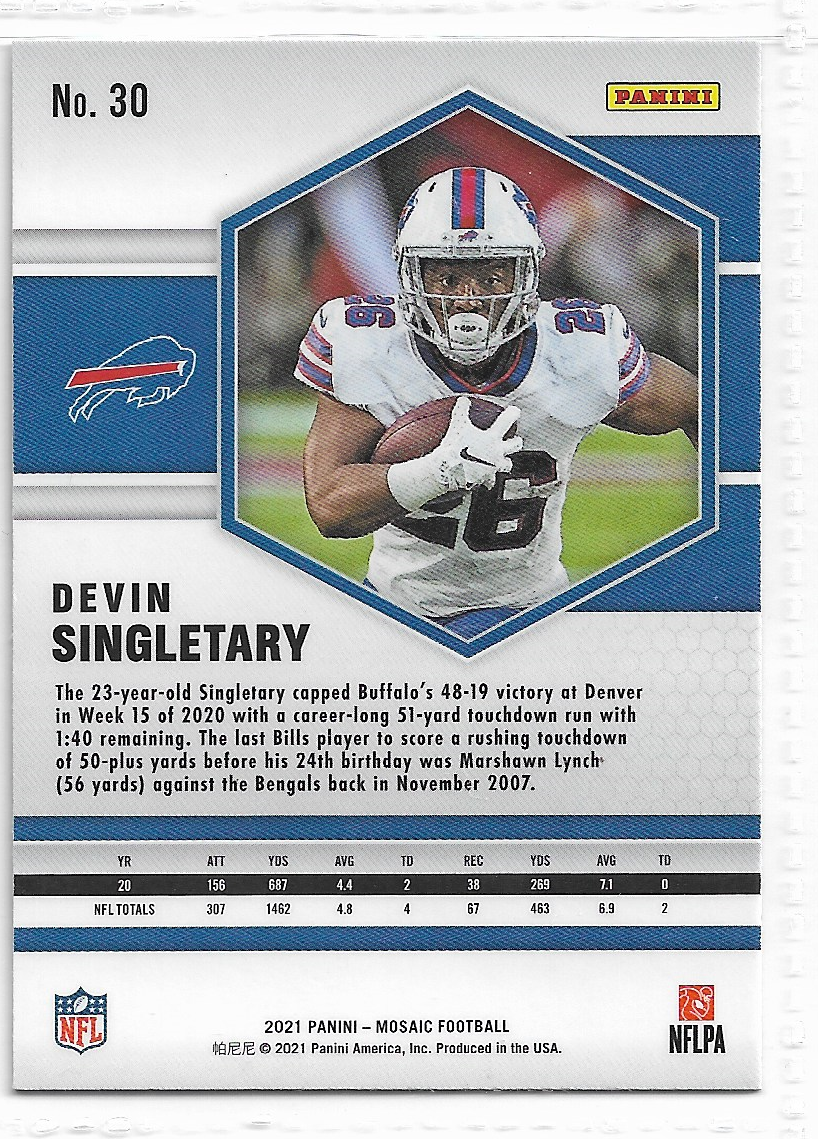 No. 30
PANINI
26 26
26
DEVIN
SINGLETARY
The 23-year-old Singletary capped Buffalo's 48-19 victory at Denver
in Week 15 of 2020 with a career-long 51-yard touchdown run with
1:40 remaining. The last Bills player to score a rushing touchdown
of 50-plus yards before his 24th birthday was Marshawn Lynch
(56 yards) against the Bengals back in November 2007.
YR ATT YDS AVG TD REC YDS AVG TD
20 156 687 4.4 2 38 269 7.1 0
NFL TOTALS 307 1462 4.8 4 67 463 6.9 2
NFL
2021 PANINI – MOSAIC FOOTBALL
帕尼尼 © 2021 Panini America, Inc. Produced in the USA.
NFLPA